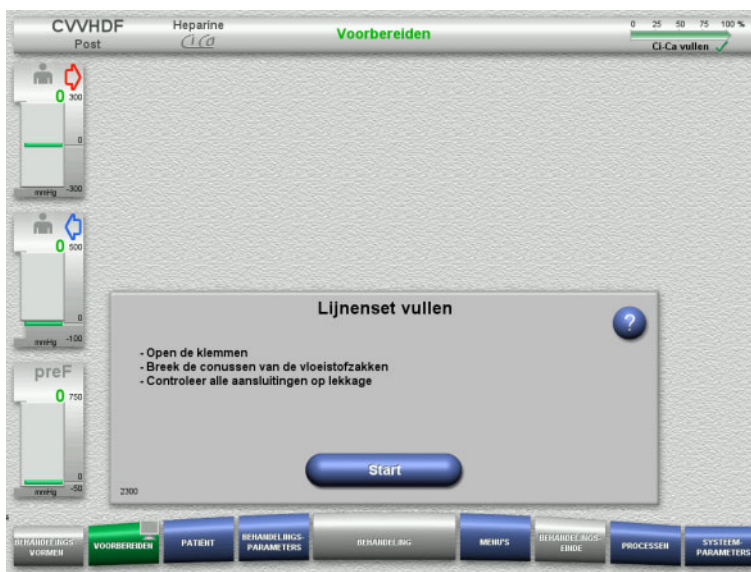 CVVHDF
Post
Heparine
Ci Ca
Voorbereiden
0 25 50 75 100 %
Ci-Ca vullen
0
300
0
mmHg -300
0
500
0
mmHg -100
preF
0
750
0
mmHg -50
Lijnenset vullen
?
- Open de klemmen
- Breek de conussen van de vloeistofzakken
- Controleer alle aansluitingen op lekkage
Start
2300
BEHANDELINGS-
VORMEN
VOORBEREIDEN
PATIËNT
BEHANDELINGS-
PARAMETERS
BEHANDELING
MENU'S
BEHANDELINGS-
EINDE
PROCESSEN
SYSTEEM-
PARAMETERS